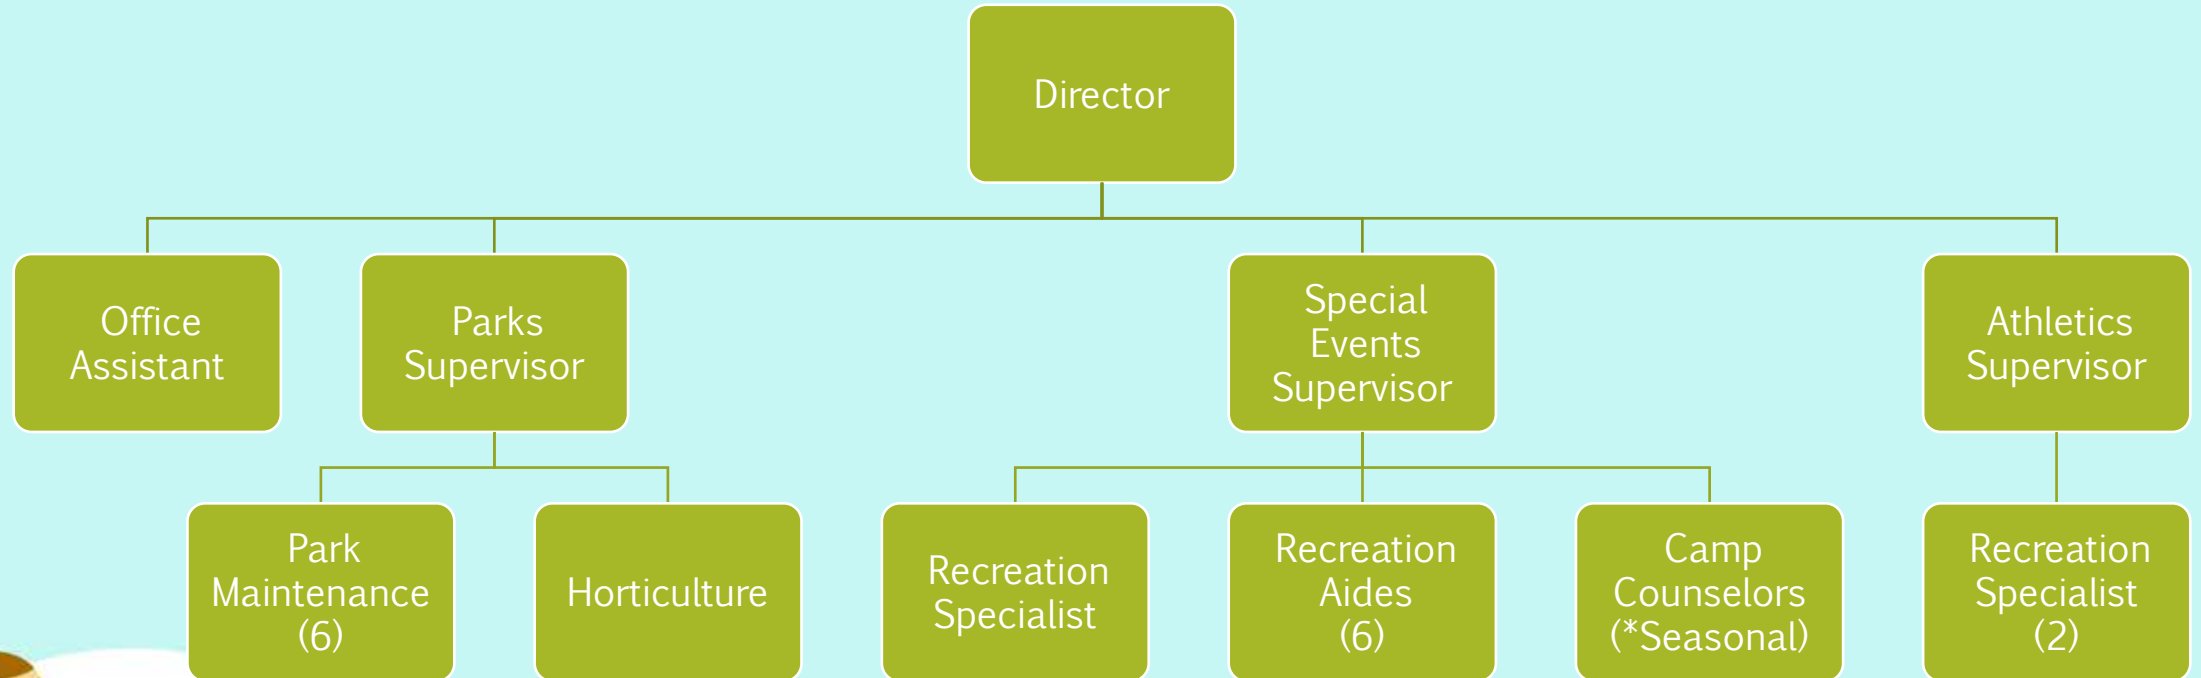 Director
Office
Assistant
Parks
Supervisor
Special
Events
Supervisor
Athletics
Supervisor
Park
Maintenance
(6)
Horticulture
Recreation
Specialist
Recreation
Aides
(6)
Camp
Counselors
(*Seasonal)
Recreation
Specialist
(2)